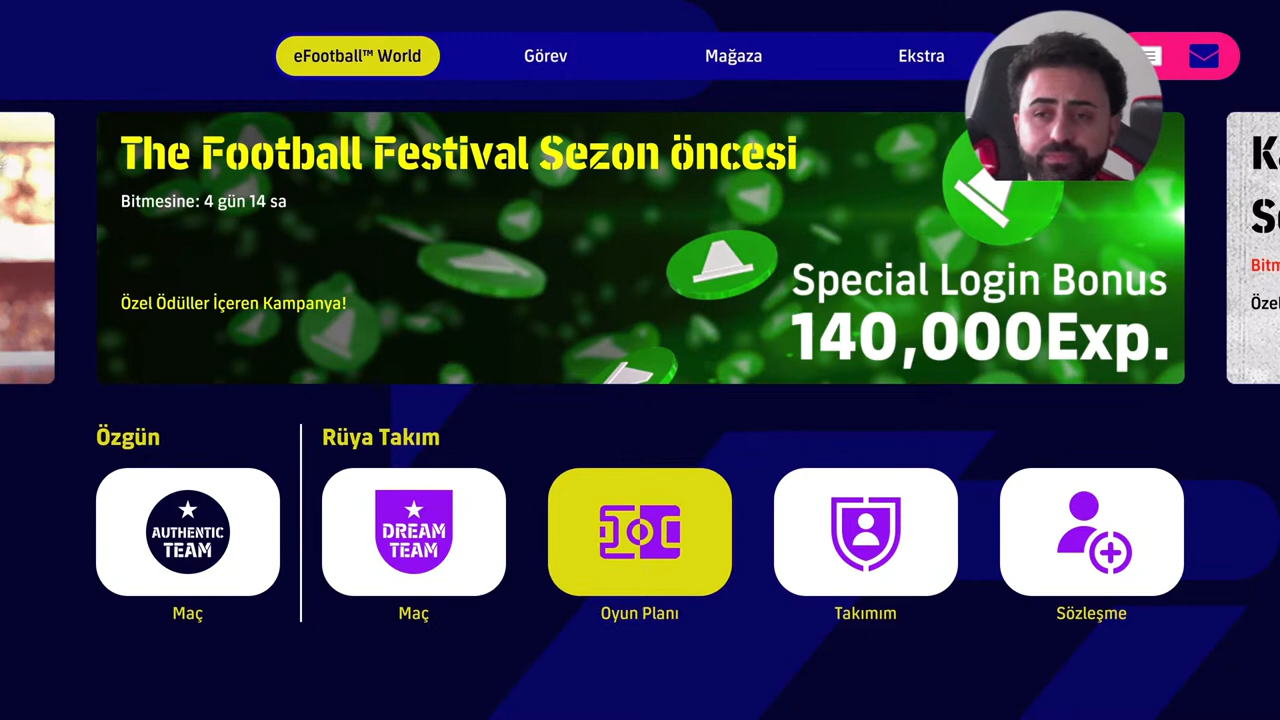 eFootball™ World
Görev
Mağaza
Ekstra
The Football Festival Sezon öncesi
Bitmesine: 4 gün 14 sa
Özel Ödüller İçeren Kampanya!
Special Login Bonus
140,000Exp.
Özgün
Rüya Takım
AUTHENTIC
TEAM
DREAM
TEAM
Maç
Maç
Oyun Planı
Takımım
Sözleşme